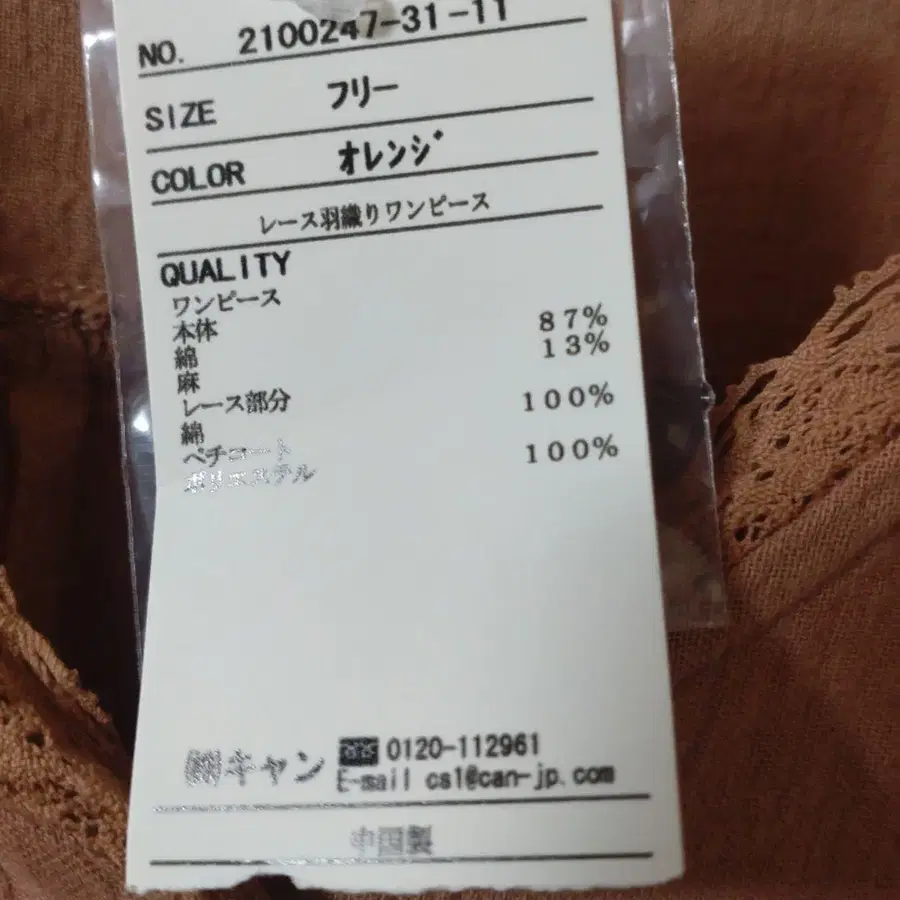 NO. 2100247-31-11
SIZE フリー
COLOR オレンジ
レース羽織りワンピース
QUALITY
ワンピース
本体
綿 87%
麻 13%
レース部分
綿 100%
ペチコート
ポリエステル 100%
㈱キャン 0120-112961
E-mail cs1@can-jp.com
中国製